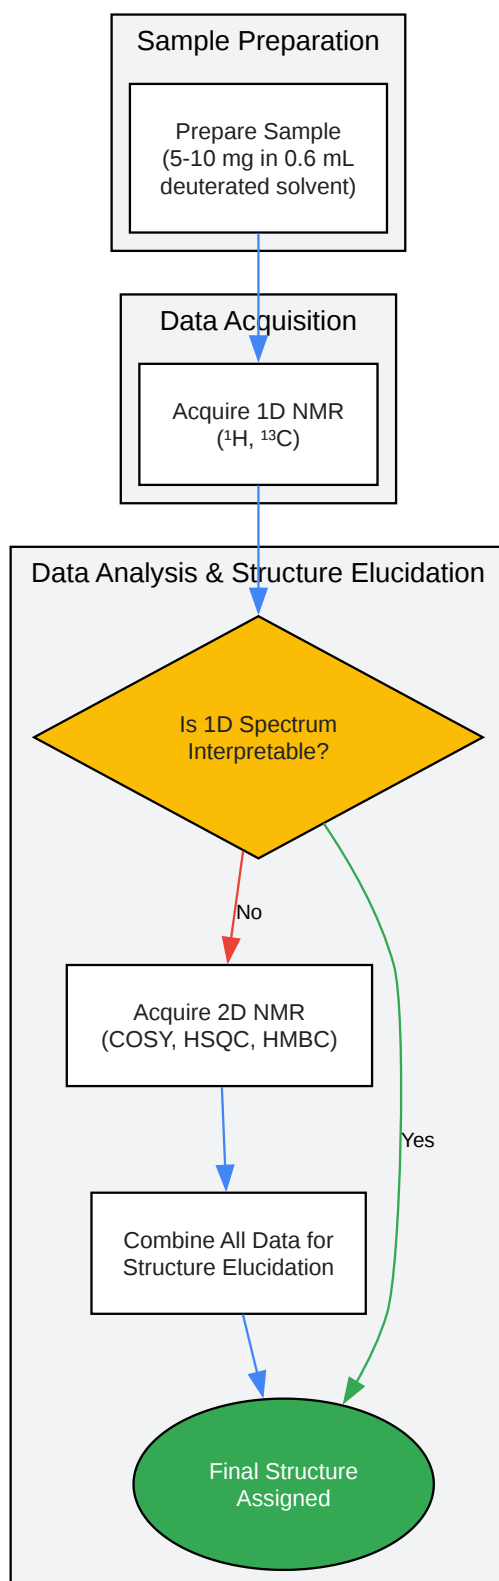 Sample Preparation
Prepare Sample
(5-10 mg in 0.6 mL
deuterated solvent)
Data Acquisition
Acquire 1D NMR
(¹H, ¹³C)
Data Analysis & Structure Elucidation
Is 1D Spectrum
Interpretable?
No
Acquire 2D NMR
(COSY, HSQC, HMBC)
Yes
Combine All Data for
Structure Elucidation
Final Structure
Assigned